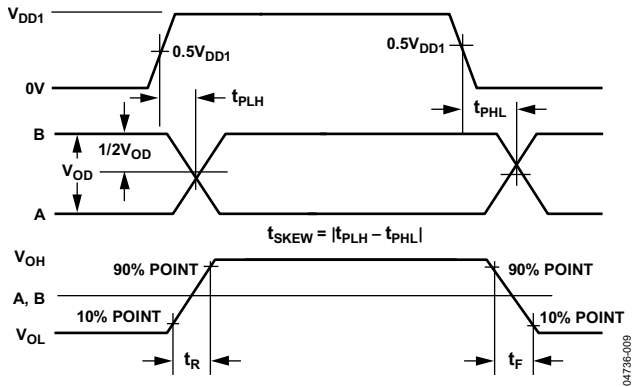 VDD1
0.5VDD1
0.5VDD1
0V
tPLH
tPHL
B
1/2VOD
VOD
A
tSKEW = |tPLH – tPHL|
VOH
90% POINT
90% POINT
A, B
10% POINT
10% POINT
VOL
tR
tF
04736-009